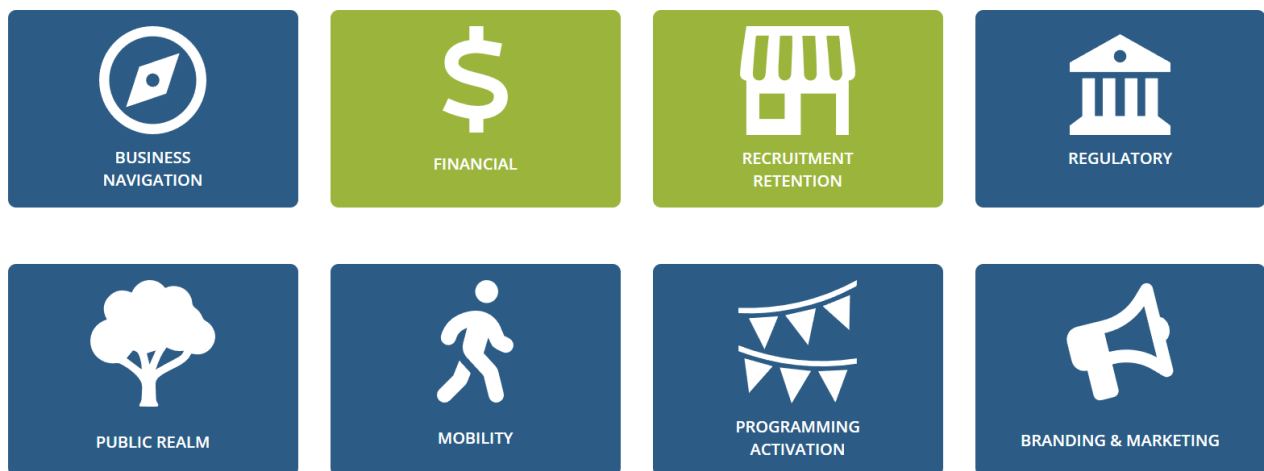 BUSINESS
NAVIGATION
FINANCIAL
RECRUITMENT
RETENTION
REGULATORY
PUBLIC REALM
MOBILITY
PROGRAMMING
ACTIVATION
BRANDING & MARKETING